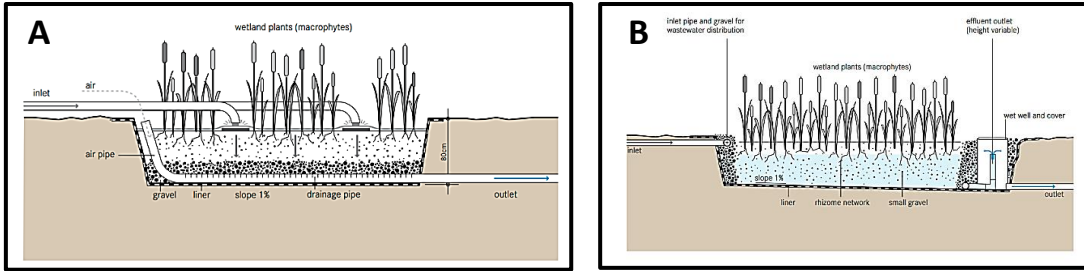 A
wetland plants (macrophytes)
air
inlet
air pipe
80cm
gravel
liner
slope 1%
drainage pipe
outlet
B
inlet pipe and gravel for
wastewater distribution
effluent outlet
(height variable)
wetland plants (macrophytes)
wet well and cover
inlet
slope 1%
liner
rhizome network
small gravel
outlet